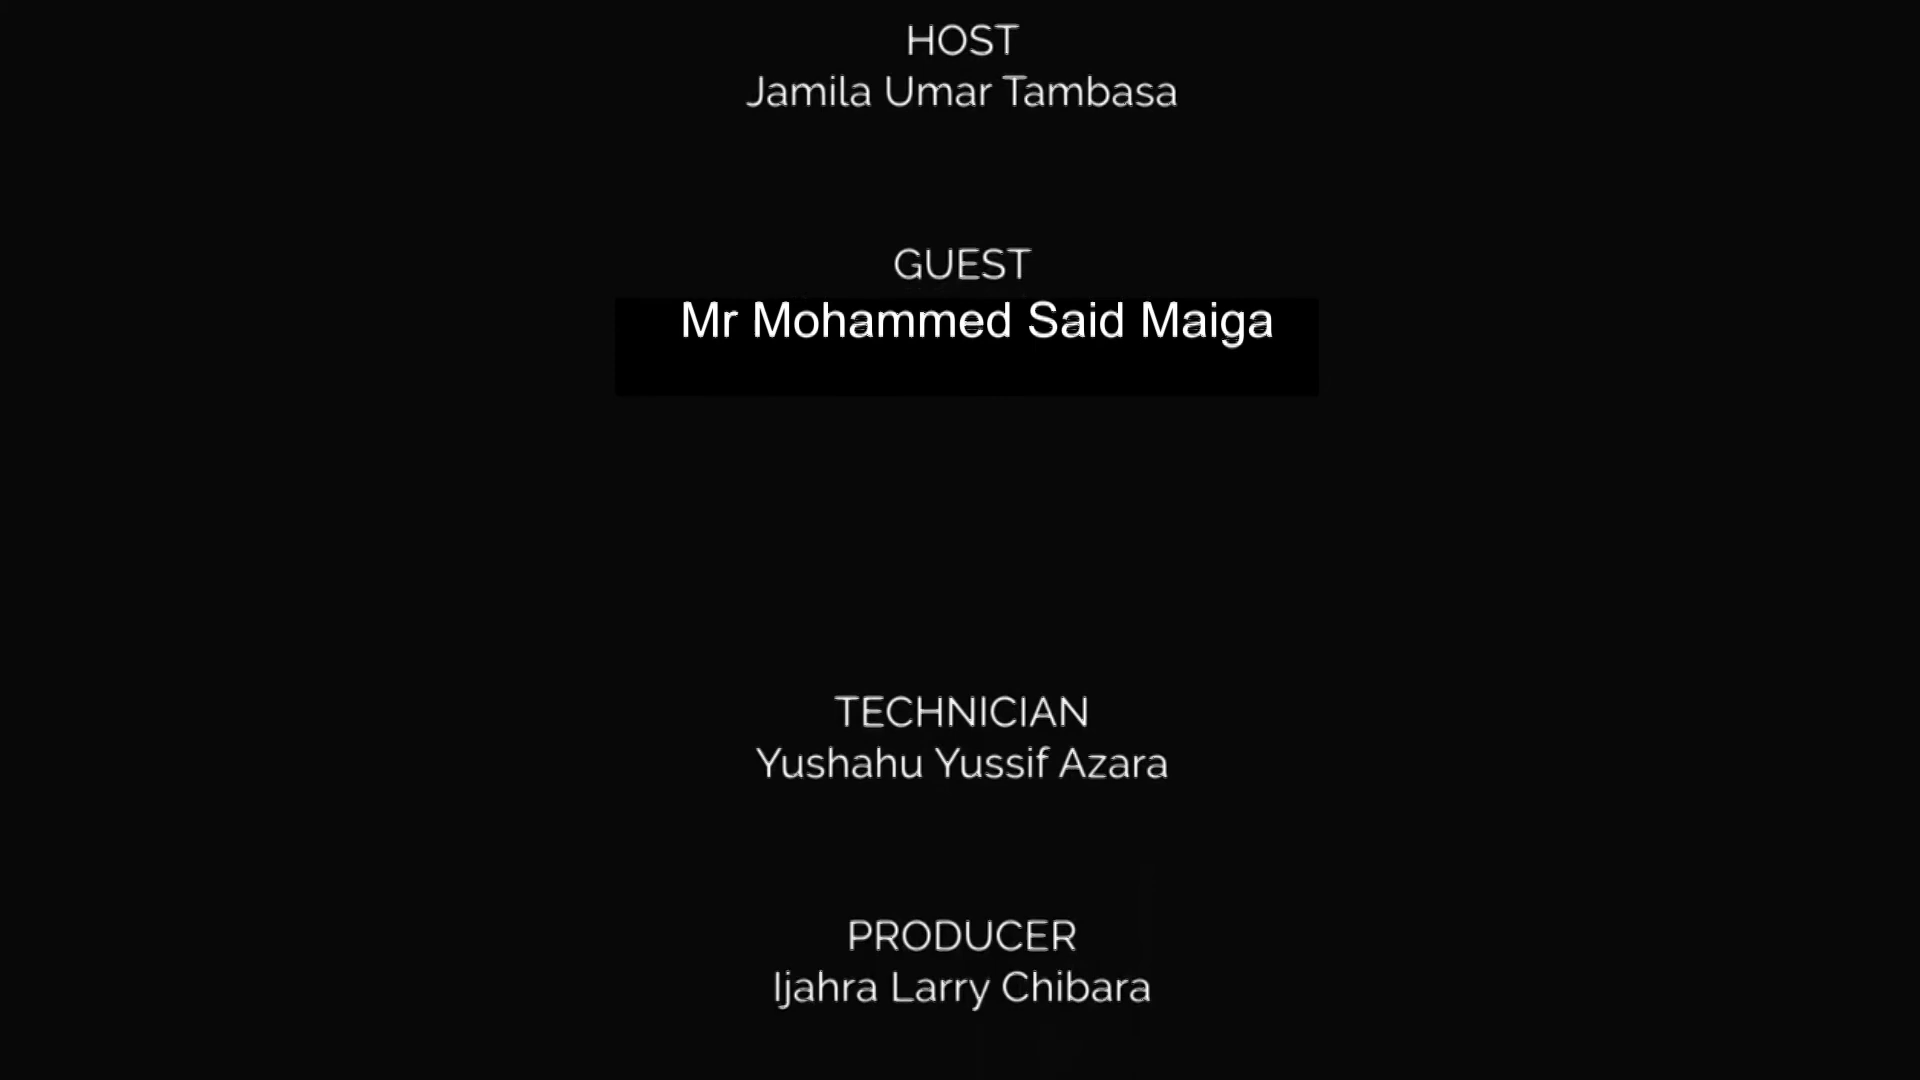 HOST
Jamila Umar Tambasa
GUEST
Mr Mohammed Said Maiga
TECHNICIAN
Yushahu Yussif Azara
PRODUCER
Ijahra Larry Chibara